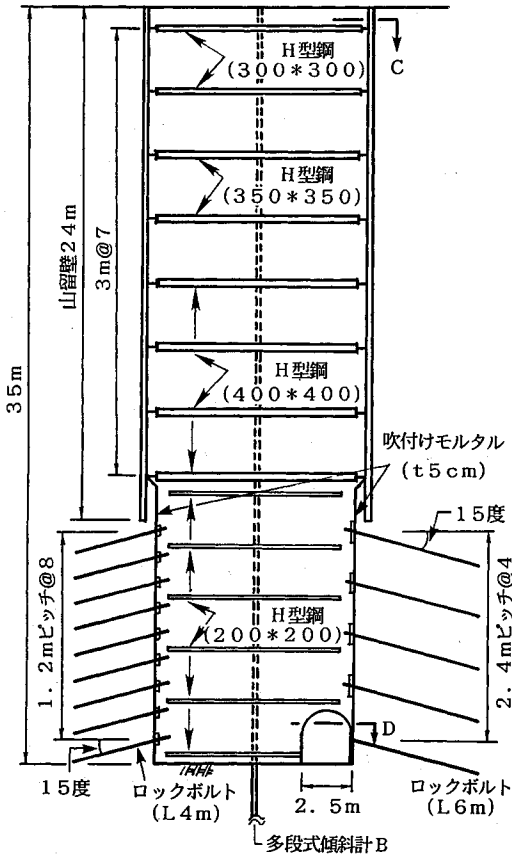 C
H型鋼
(300*300)
H型鋼
(350*350)
山留壁24m
3m@7
35m
H型鋼
(400*400)
吹付けモルタル
(t5cm)
15度
1.2mピッチ@8
H型鋼
(200*200)
2.4mピッチ@4
D
15度
ロックボルト
(L4m)
2.5m
ロックボルト
(L6m)
多段式傾斜計B